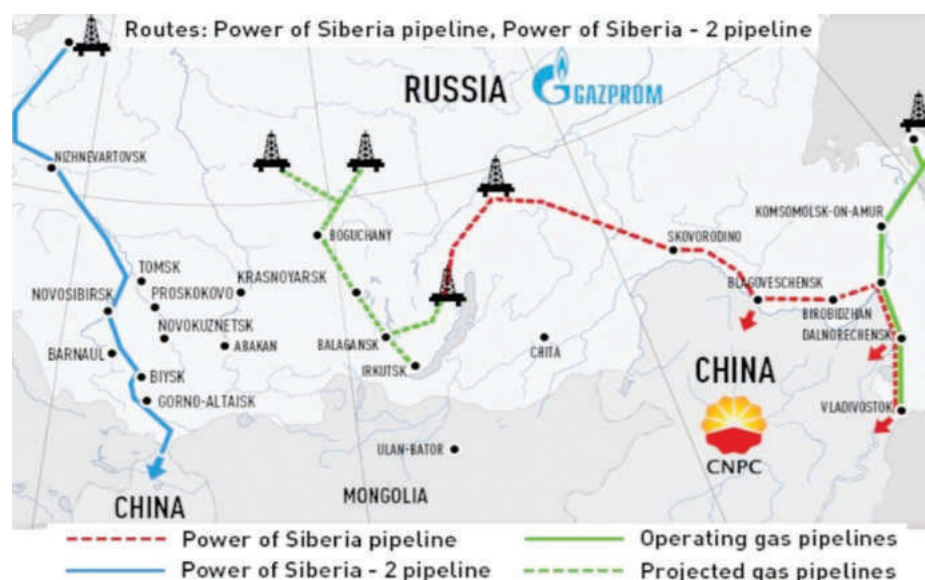 Routes: Power of Siberia pipeline, Power of Siberia - 2 pipeline
RUSSIA
GAZPROM
NIZHNEVARTOVSK
KOMSOMOLSK-ON-AMUR
BOGUCHANY
SKOVORODINO
TOMSK
KRASNOYARSK
BLAGOVESCHENSK
NOVOSIBIRSK
PROSKOKOVO
BIROBIDZHAN
NOVOKUZNETSK
DALNORECHENSK
BARNAUL
ABAKAN
BALAGANSK
CHITA
IRKUTSK
CHINA
BIYSK
GORNO-ALTAISK
VLADIVOSTOK
ULAN-BATOR
CNPC
CHINA
MONGOLIA
Power of Siberia pipeline
Operating gas pipelines
Power of Siberia - 2 pipeline
Projected gas pipelines